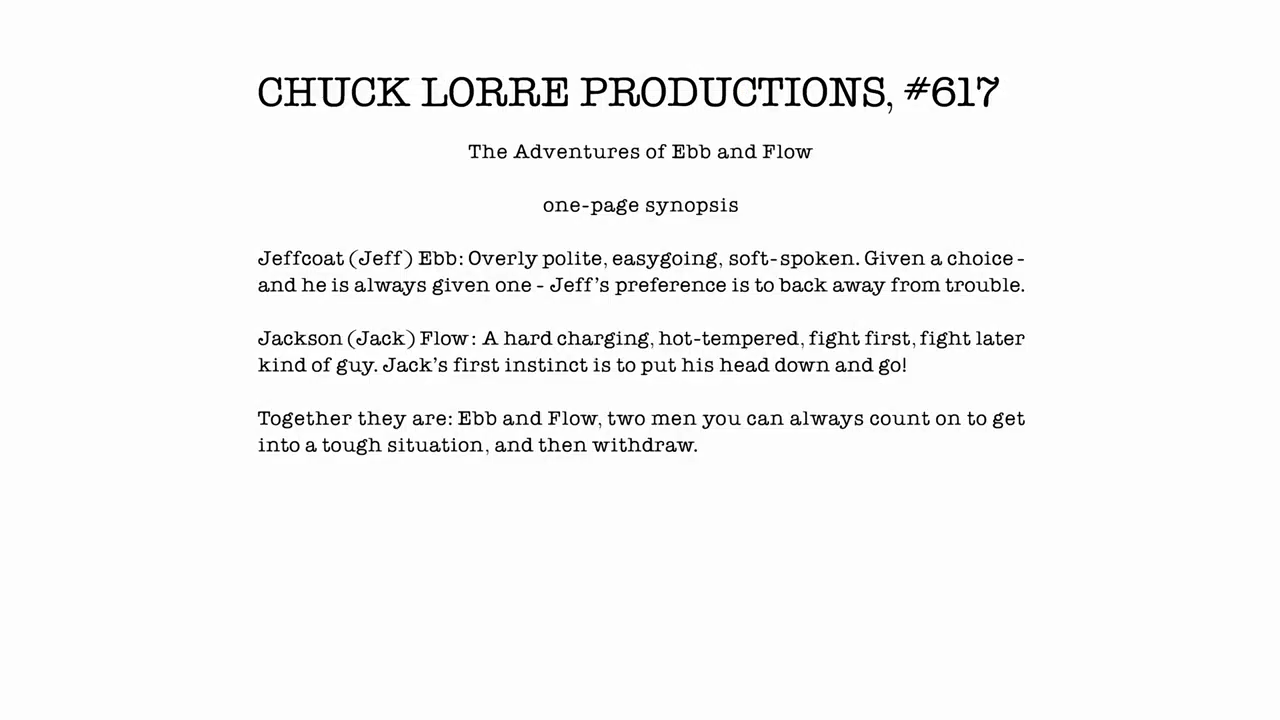 CHUCK LORRE PRODUCTIONS, #617
The Adventures of Ebb and Flow
one-page synopsis
Jeffcoat (Jeff) Ebb: Overly polite, easygoing, soft-spoken. Given a choice -
and he is always given one - Jeff's preference is to back away from trouble.
Jackson (Jack) Flow: A hard charging, hot-tempered, fight first, fight later
kind of guy. Jack's first instinct is to put his head down and go!
Together they are: Ebb and Flow, two men you can always count on to get
into a tough situation, and then withdraw.